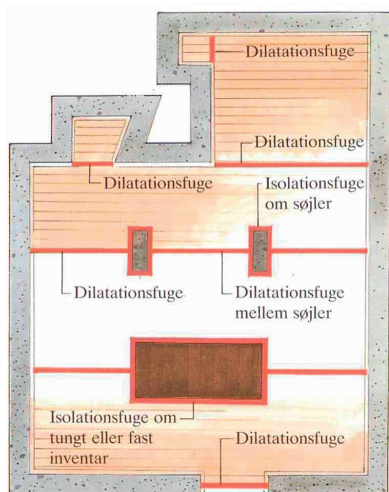 Dilatationsfuge
Dilatationsfuge
Dilatationsfuge
Isolationsfuge
om søjler
Dilatationsfuge
Dilatationsfuge
mellem søjler
Isolationsfuge om
tungt eller fast
inventar
Dilatationsfuge